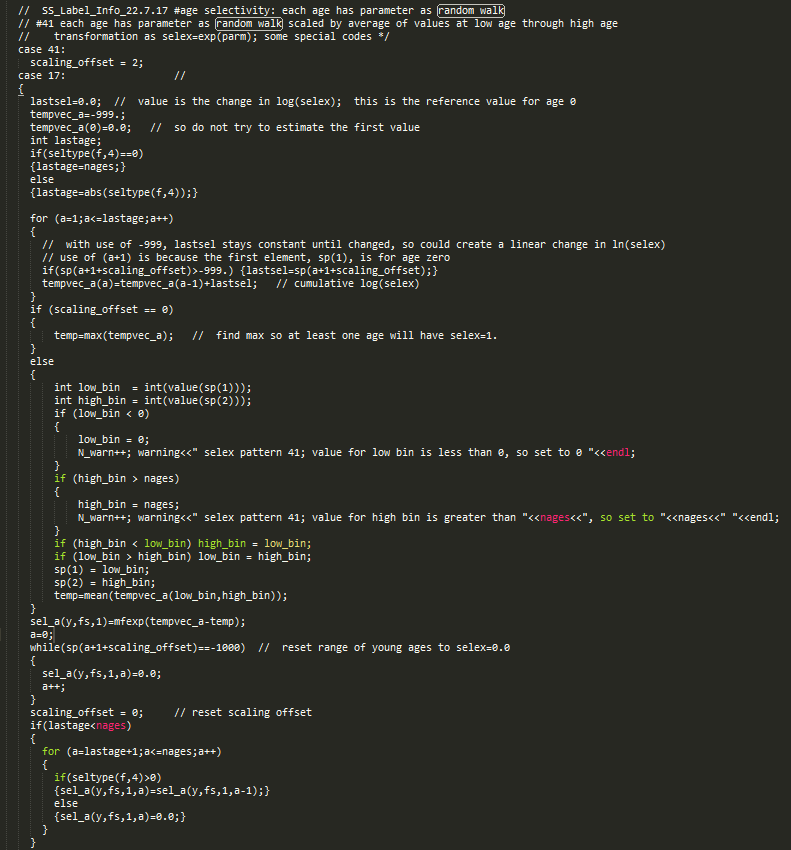 //  SS_Label_Info_22.7.17 #age selectivity: each age has parameter as random walk
// #41 each age has parameter as random walk scaled by average of values at low age through high age
//    transformation as selex=exp(parm); some special codes */
case 41:
  scaling_offset = 2;
case 17:                  //
{
  lastsel=0.0;  //  value is the change in log(selex);  this is the reference value for age 0
  tempvec_a=-999.;
  tempvec_a(0)=0.0;   //  so do not try to estimate the first value
  int lastage;
  if(seltype(f,4)==0)
  {lastage=nages;}
  else
  {lastage=abs(seltype(f,4));}

  for (a=1;a<=lastage;a++)
  {
    //  with use of -999, lastsel stays constant until changed, so could create a linear change in ln(selex)
    // use of (a+1) is because the first element, sp(1), is for age zero
    if(sp(a+1+scaling_offset)>-999.) {lastsel=sp(a+1+scaling_offset);}
    tempvec_a(a)=tempvec_a(a-1)+lastsel;   // cumulative log(selex)
  }
  if (scaling_offset == 0)
  {
      temp=max(tempvec_a);   //  find max so at least one age will have selex=1.
  }
  else
  {
      int low_bin  = int(value(sp(1)));
      int high_bin = int(value(sp(2)));
      if (low_bin < 0)
      {
          low_bin = 0;
          N_warn++; warning<<" selex pattern 41; value for low bin is less than 0, so set to 0 "<<endl;
      }
      if (high_bin > nages)
      {
          high_bin = nages;
          N_warn++; warning<<" selex pattern 41; value for high bin is greater than "<<nages<<", so set to "<<nages<<" "<<endl;
      }
      if (high_bin < low_bin) high_bin = low_bin;
      if (low_bin > high_bin) low_bin = high_bin;
      sp(1) = low_bin;
      sp(2) = high_bin;
      temp=mean(tempvec_a(low_bin,high_bin));
  }
  sel_a(y,fs,1)=mfexp(tempvec_a-temp);
  a=0;
  while(sp(a+1+scaling_offset)==-1000)  //  reset range of young ages to selex=0.0
  {
    sel_a(y,fs,1,a)=0.0;
    a++;
  }
  scaling_offset = 0;     // reset scaling offset
  if(lastage<nages)
  {
    for (a=lastage+1;a<=nages;a++)
    {
      if(seltype(f,4)>0)
      {sel_a(y,fs,1,a)=sel_a(y,fs,1,a-1);}
      else
      {sel_a(y,fs,1,a)=0.0;}
    }
  }